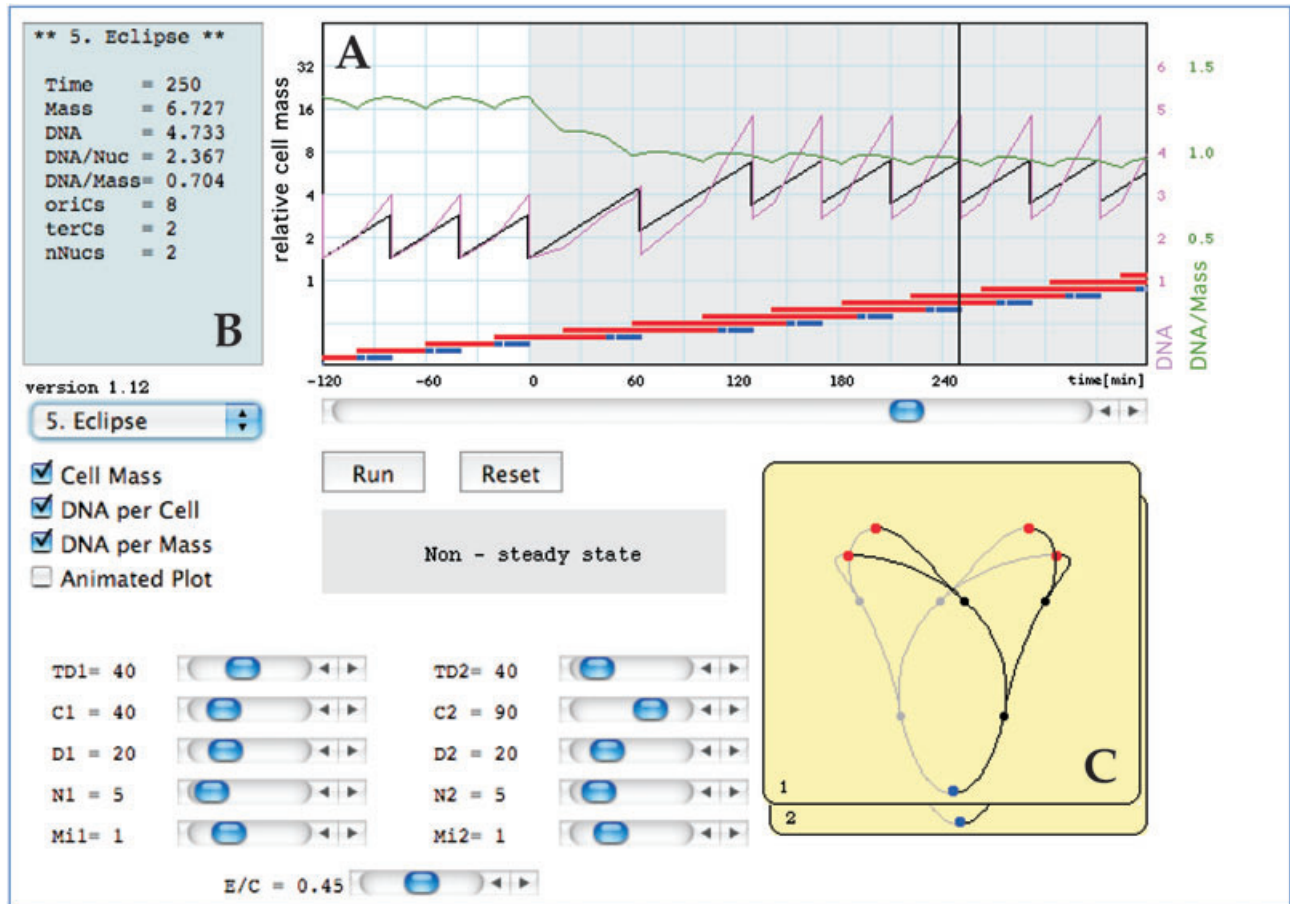 ** 5. Eclipse **
Time = 250
Mass = 6.727
DNA = 4.733
DNA/Nuc = 2.367
DNA/Mass= 0.704
oriCs = 8
terCs = 2
nNucs = 2
B
A
relative cell mass
32
16
8
4
2
1
6
5
4
3
2
1
DNA
1.5
1.0
0.5
DNA/Mass
-120
-60
0
60
120
180
240
time[min]
version 1.12
5. Eclipse
Cell Mass
DNA per Cell
DNA per Mass
Animated Plot
Run
Reset
Non - steady state
TD1= 40
TD2= 40
C1 = 40
C2 = 90
D1 = 20
D2 = 20
N1 = 5
N2 = 5
Mi1= 1
Mi2= 1
E/C = 0.45
C
1
2